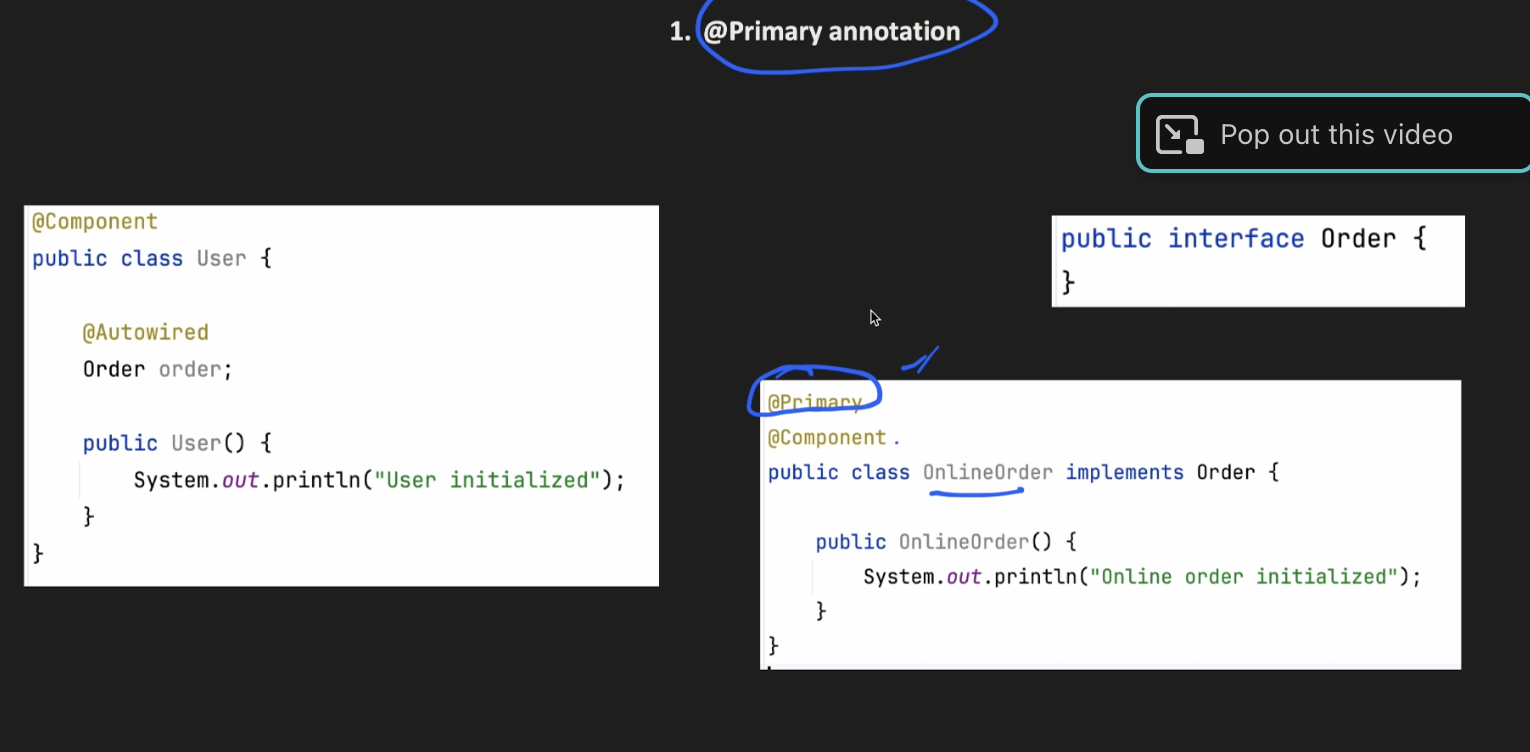 1. @Primary annotation
Pop out this video
@Component
public class User {
@Autowired
Order order;
public User() {
System.out.println("User initialized");
}
}
public interface Order {
}
@Primary
@Component .
public class OnlineOrder implements Order {
public OnlineOrder() {
System.out.println("Online order initialized");
}
}